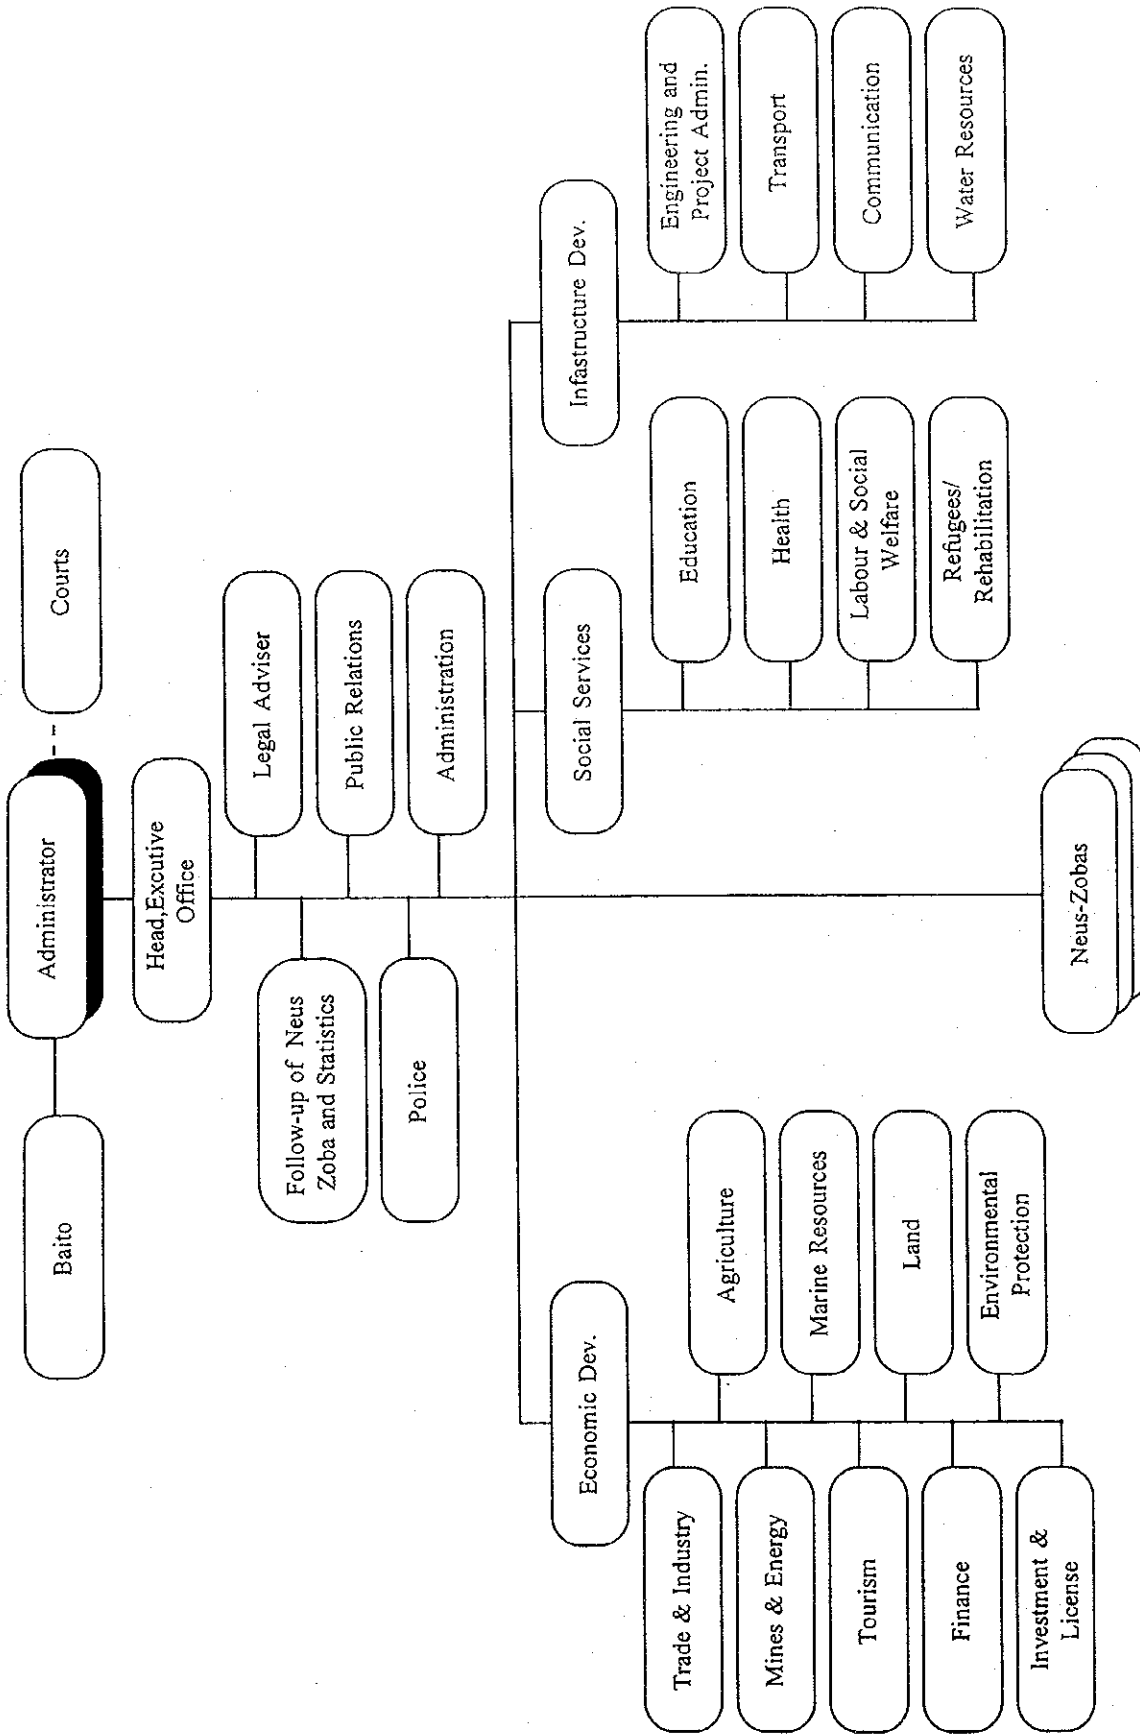 Administrator
Baito
Courts
Head,Excutive
Office
Legal Adviser
Follow-up of Neus
Zoba and Statistics
Public Relations
Police
Administration
Economic Dev.
Social Services
Infastructure Dev.
Trade & Industry
Agriculture
Mines & Energy
Marine Resources
Tourism
Land
Finance
Environmental
Protection
Investment &
License
Education
Health
Labour & Social
Welfare
Refugees/
Rehabilitation
Engineering and
Project Admin.
Transport
Communication
Water Resources
Neus-Zobas